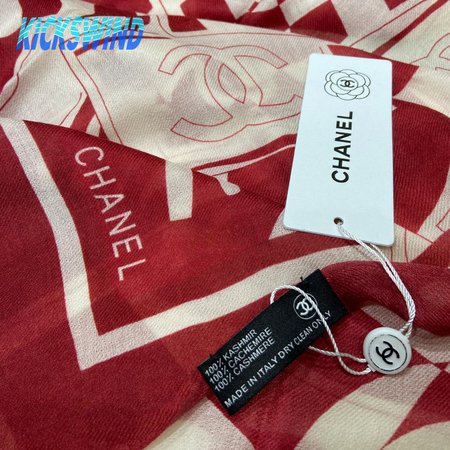 KICKSWIND
CHANEL
CHANEL
100% KASHMIR
100% CACHEMIRE
100% CASHMERE
MADE IN ITALY DRY CLEAN ONLY